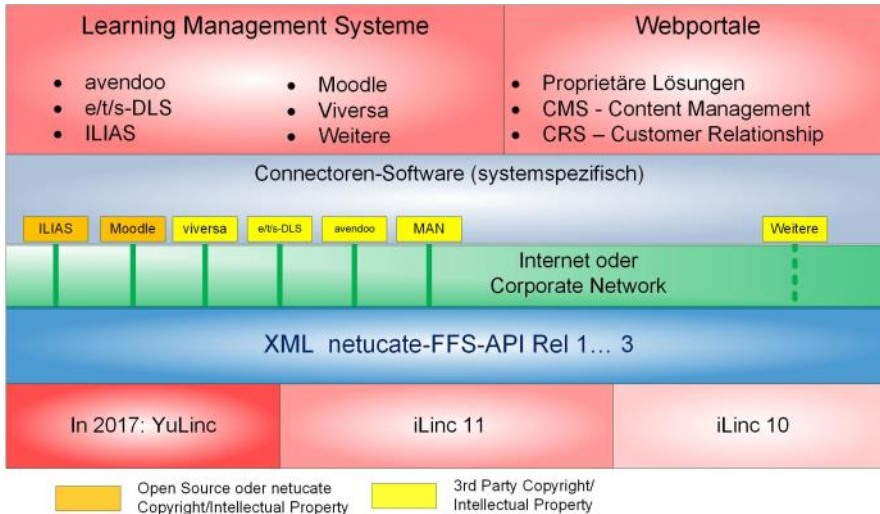 Learning Management Systeme
• avendoo
• e/t/s-DLS
• ILIAS
• Moodle
• Viversa
• Weitere
Webportale
• Proprietäre Lösungen
• CMS - Content Management
• CRS – Customer Relationship
Connectoren-Software (systemspezifisch)
ILIAS
Moodle
viversa
e/t/s-DLS
avendoo
MAN
Weitere
Internet oder
Corporate Network
XML netucate-FFS-API Rel 1... 3
In 2017: YuLinc
iLinc 11
iLinc 10
Open Source oder netucate
Copyright/Intellectual Property
3rd Party Copyright/
Intellectual Property